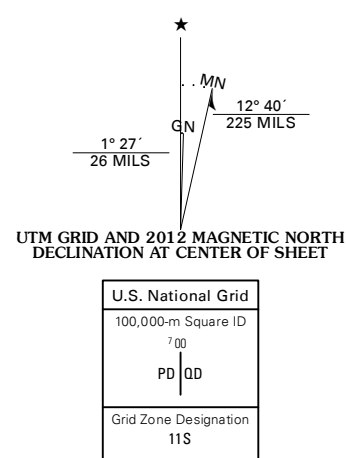 ★
MN
GN
12° 40´
225 MILS
1° 27´
26 MILS
UTM GRID AND 2012 MAGNETIC NORTH
DECLINATION AT CENTER OF SHEET
U.S. National Grid
100,000-m Square ID
⁷00
PD QD
Grid Zone Designation
11S